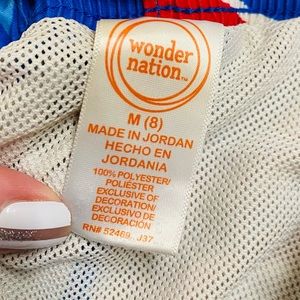 wonder
nation™
M (8)
MADE IN JORDAN
HECHO EN
JORDANIA
100% POLYESTER/
POLIÉSTER
EXCLUSIVE OF
DECORATION/
EXCLUSIVO DE
DECORACIÓN
RN# 52469, J37